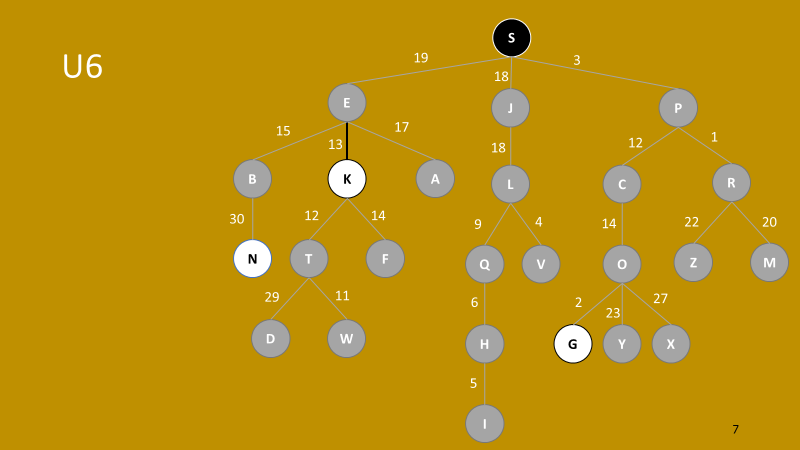 S
U6
19
18
3
E
J
P
15
13
17
18
12
1
B
K
A
L
C
R
30
12
14
9
4
14
22
20
N
T
F
Q
V
O
Z
M
29
11
6
2
23
27
D
W
H
G
Y
X
5
I
7